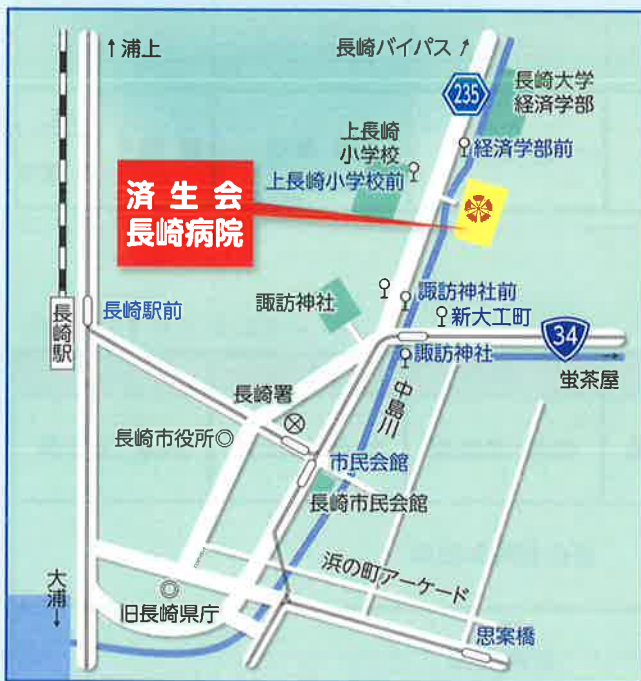 ↑浦上
長崎バイパス↑
235
長崎大学
経済学部
上長崎
小学校
経済学部前
上長崎小学校前
済生会
長崎病院
諏訪神社前
諏訪神社
新大工町
長崎駅前
長崎駅
34
諏訪神社
蛍茶屋
中島川
長崎署
長崎市役所◎
市民会館
長崎市民会館
浜の町アーケード
大浦↓
旧長崎県庁
思案橋